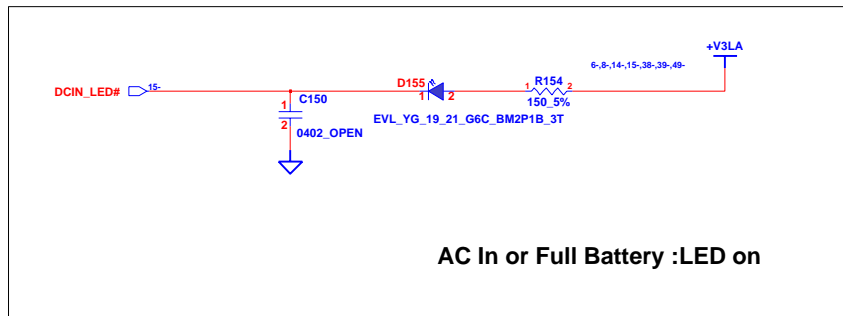 +V3LA
6-,8-,14-,15-,38-,39-,49-
DCIN_LED#
15-
D155
R154
1
2
1
2
150_5%
C150
1
2
EVL_YG_19_21_G6C_BM2P1B_3T
0402_OPEN
AC In or Full Battery :LED on